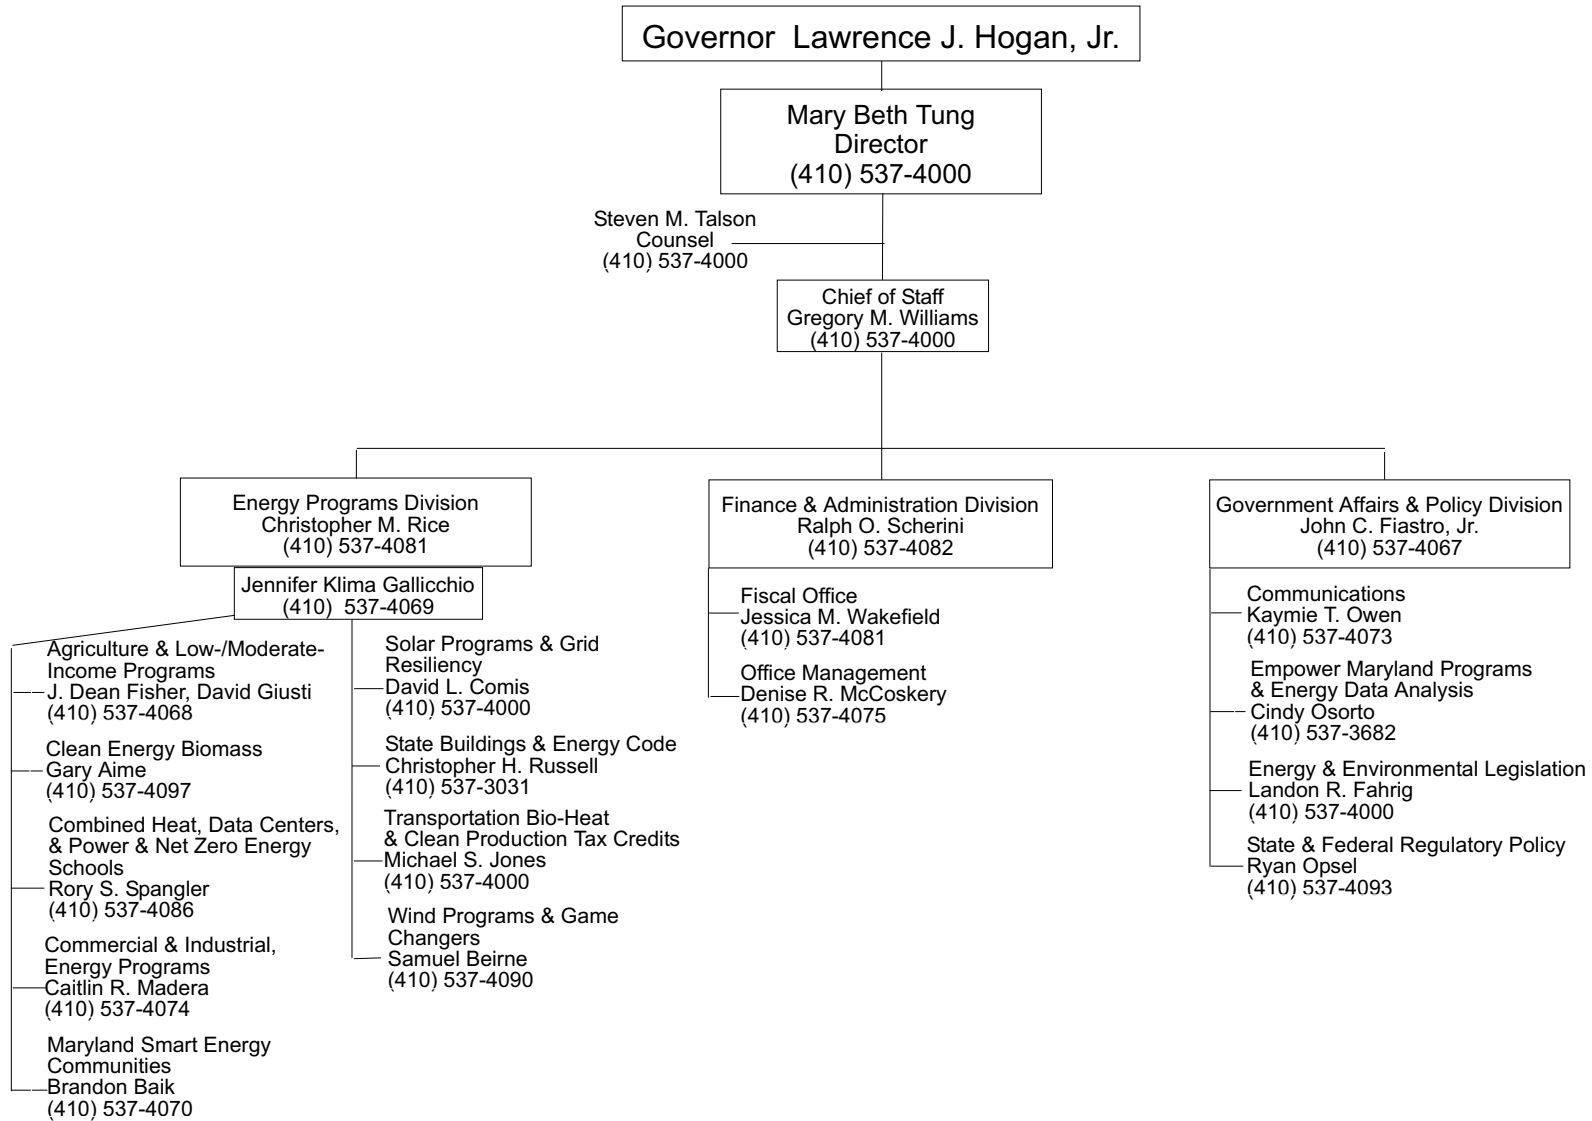 Governor Lawrence J. Hogan, Jr.
Mary Beth Tung
Director
(410) 537-4000
Steven M. Talson
Counsel
(410) 537-4000
Chief of Staff
Gregory M. Williams
(410) 537-4000
Energy Programs Division
Christopher M. Rice
(410) 537-4081
Jennifer Klima Gallicchio
(410) 537-4069
Agriculture & Low-/Moderate-
Income Programs
J. Dean Fisher, David Giusti
(410) 537-4068
Clean Energy Biomass
Gary Aime
(410) 537-4097
Combined Heat, Data Centers,
& Power & Net Zero Energy
Schools
Rory S. Spangler
(410) 537-4086
Commercial & Industrial,
Energy Programs
Caitlin R. Madera
(410) 537-4074
Maryland Smart Energy
Communities
Brandon Baik
(410) 537-4070
Solar Programs & Grid
Resiliency
David L. Comis
(410) 537-4000
State Buildings & Energy Code
Christopher H. Russell
(410) 537-3031
Transportation Bio-Heat
& Clean Production Tax Credits
Michael S. Jones
(410) 537-4000
Wind Programs & Game
Changers
Samuel Beirne
(410) 537-4090
Finance & Administration Division
Ralph O. Scherini
(410) 537-4082
Fiscal Office
Jessica M. Wakefield
(410) 537-4081
Office Management
Denise R. McCoskery
(410) 537-4075
Government Affairs & Policy Division
John C. Fiastro, Jr.
(410) 537-4067
Communications
Kaymie T. Owen
(410) 537-4073
Empower Maryland Programs
& Energy Data Analysis
Cindy Osorto
(410) 537-3682
Energy & Environmental Legislation
Landon R. Fahrig
(410) 537-4000
State & Federal Regulatory Policy
Ryan Opsel
(410) 537-4093